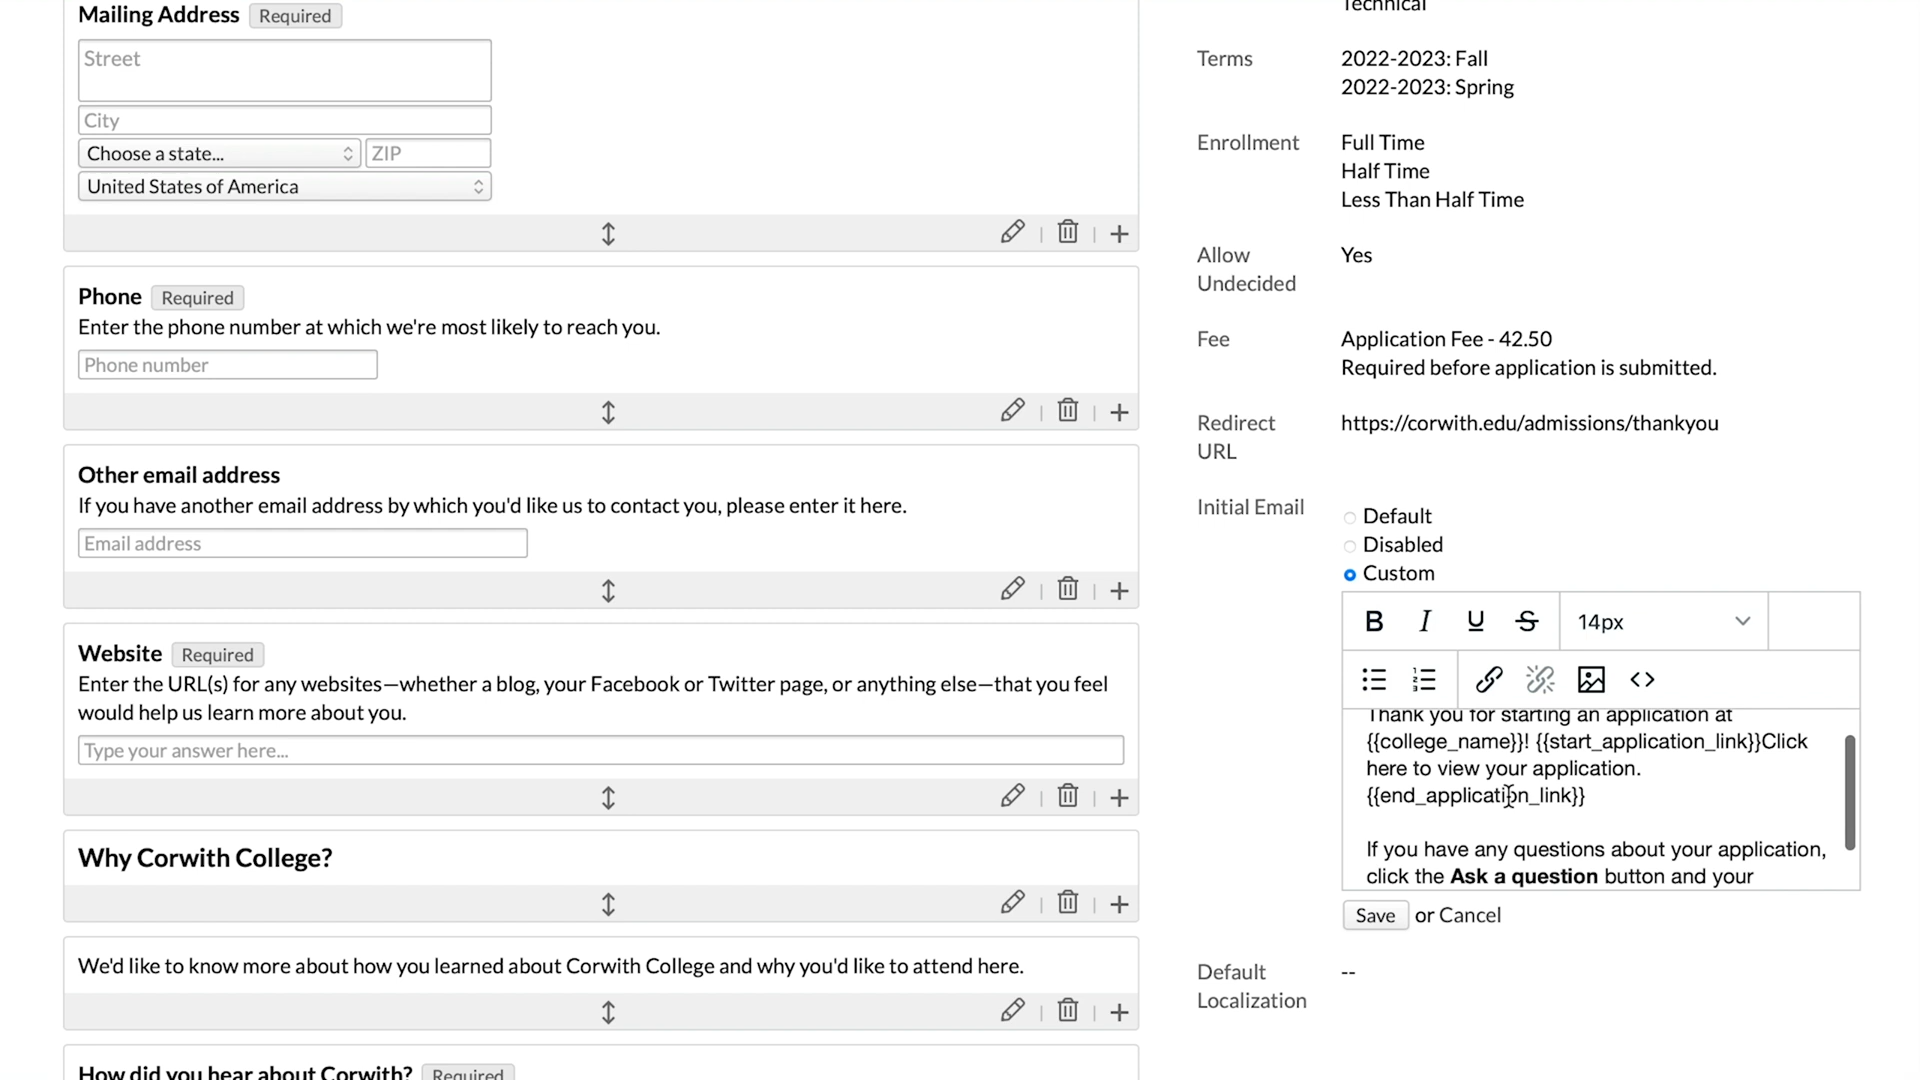 Mailing Address Required
Street
City
Choose a state... ZIP
United States of America
Phone Required
Enter the phone number at which we're most likely to reach you.
Phone number
Other email address
If you have another email address by which you'd like us to contact you, please enter it here.
Email address
Website Required
Enter the URL(s) for any websites—whether a blog, your Facebook or Twitter page, or anything else—that you feel
would help us learn more about you.
Type your answer here...
Why Corwith College?
We'd like to know more about how you learned about Corwith College and why you'd like to attend here.
How did you hear about Corwith? Required
Technical
Terms 2022-2023: Fall
2022-2023: Spring
Enrollment Full Time
Half Time
Less Than Half Time
Allow Yes
Undecided
Fee Application Fee - 42.50
Required before application is submitted.
Redirect https://corwith.edu/admissions/thankyou
URL
Initial Email
Default
Disabled
Custom
B I U S 14px
Thank you for starting an application at
{{college_name}}! {{start_application_link}}Click
here to view your application.
{{end_application_link}}
If you have any questions about your application,
click the Ask a question button and your
Save or Cancel
Default --
Localization